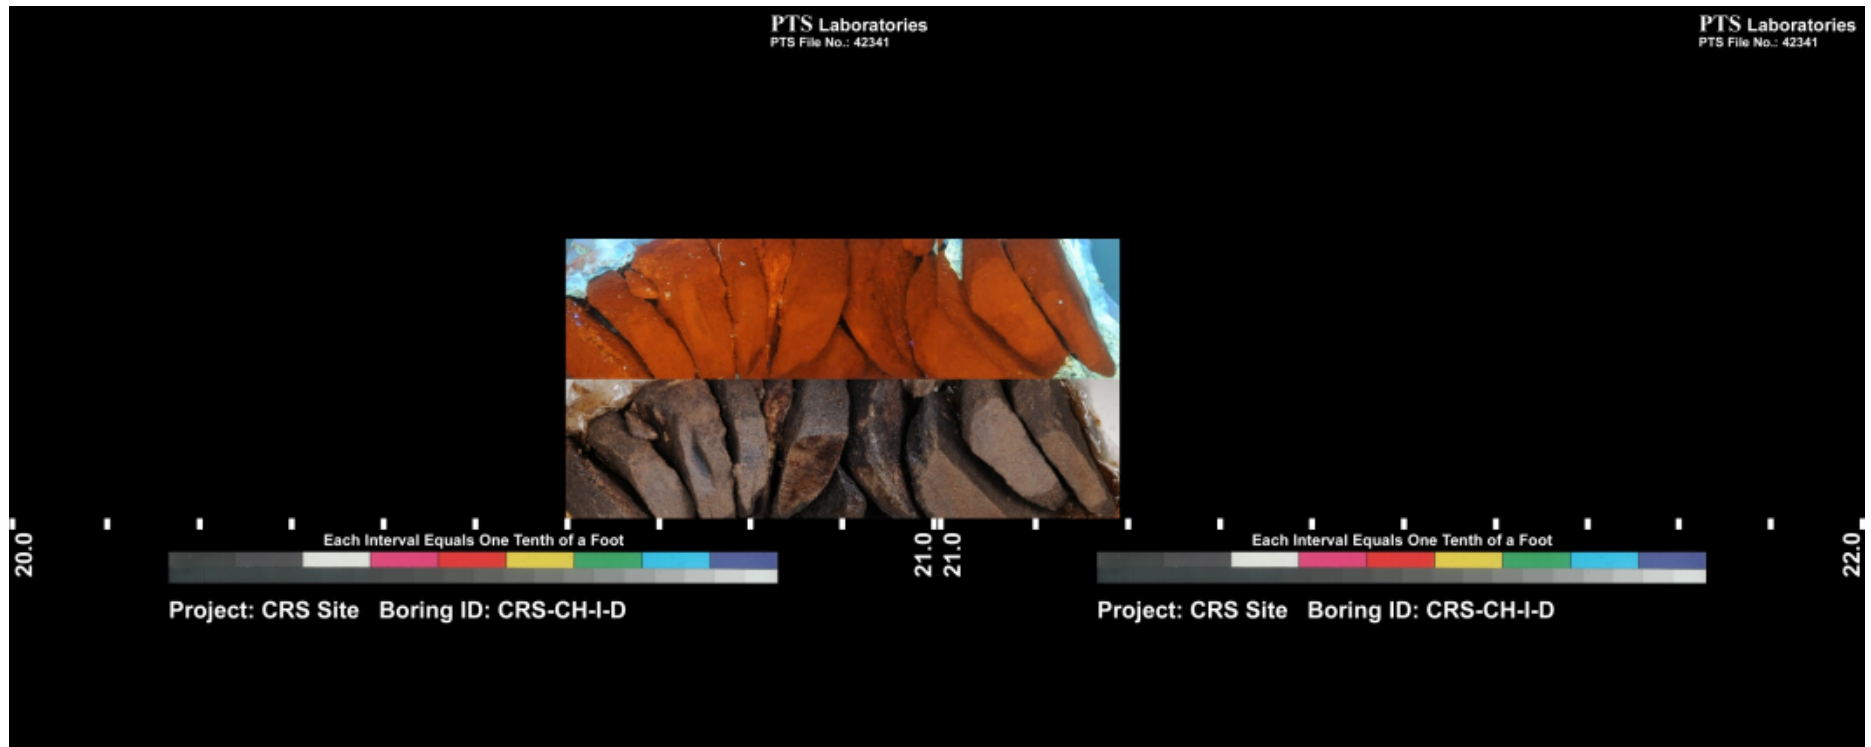 PTS Laboratories
PTS File No.: 42341
PTS Laboratories
PTS File No.: 42341
20.0
Each Interval Equals One Tenth of a Foot
21.0
21.0
Each Interval Equals One Tenth of a Foot
22.0
Project: CRS Site Boring ID: CRS-CH-I-D
Project: CRS Site Boring ID: CRS-CH-I-D